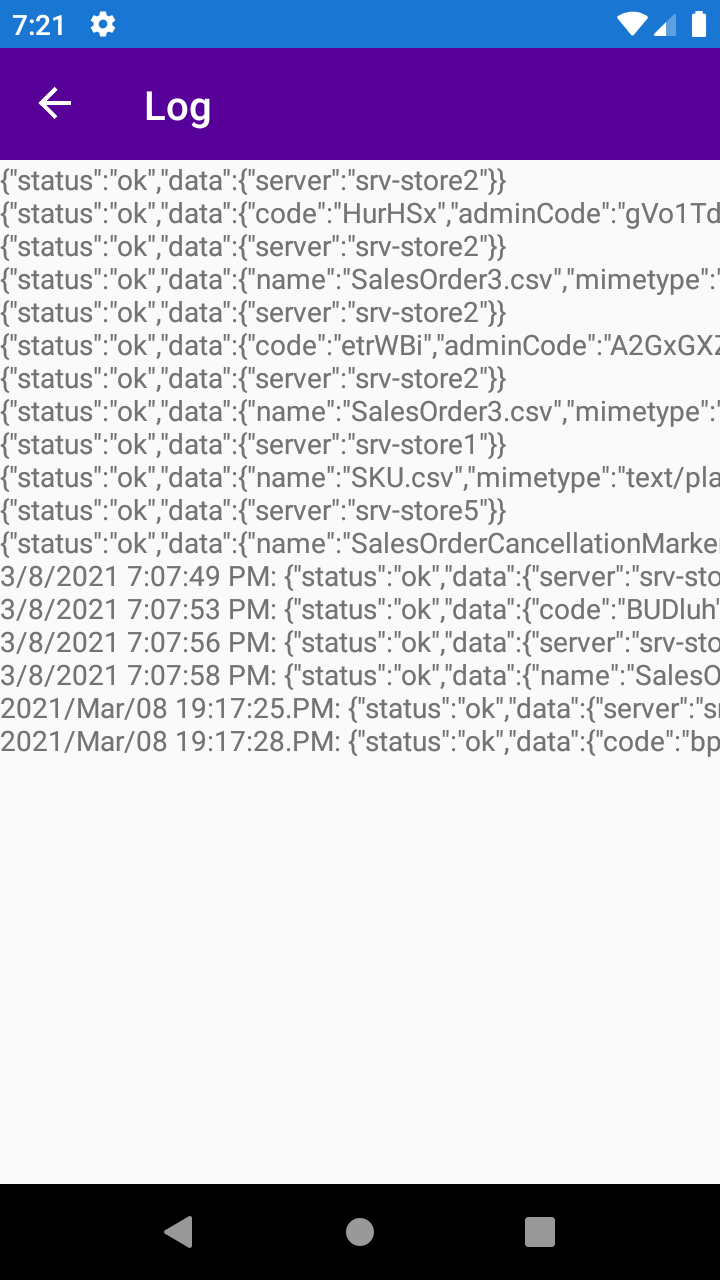 7:21
Log
{"status":"ok","data":{"server":"srv-store2"}}
{"status":"ok","data":{"code":"HurHSx","adminCode":"gVo1Td
{"status":"ok","data":{"server":"srv-store2"}}
{"status":"ok","data":{"name":"SalesOrder3.csv","mimetype":"
{"status":"ok","data":{"server":"srv-store2"}}
{"status":"ok","data":{"code":"etrWBi","adminCode":"A2GxGXZ
{"status":"ok","data":{"server":"srv-store2"}}
{"status":"ok","data":{"name":"SalesOrder3.csv","mimetype":"
{"status":"ok","data":{"server":"srv-store1"}}
{"status":"ok","data":{"name":"SKU.csv","mimetype":"text/pla
{"status":"ok","data":{"server":"srv-store5"}}
{"status":"ok","data":{"name":"SalesOrderCancellationMarke
3/8/2021 7:07:49 PM: {"status":"ok","data":{"server":"srv-sto
3/8/2021 7:07:53 PM: {"status":"ok","data":{"code":"BUDluh"
3/8/2021 7:07:56 PM: {"status":"ok","data":{"server":"srv-sto
3/8/2021 7:07:58 PM: {"status":"ok","data":{"name":"SalesO
2021/Mar/08 19:17:25.PM: {"status":"ok","data":{"server":"sr
2021/Mar/08 19:17:28.PM: {"status":"ok","data":{"code":"bp